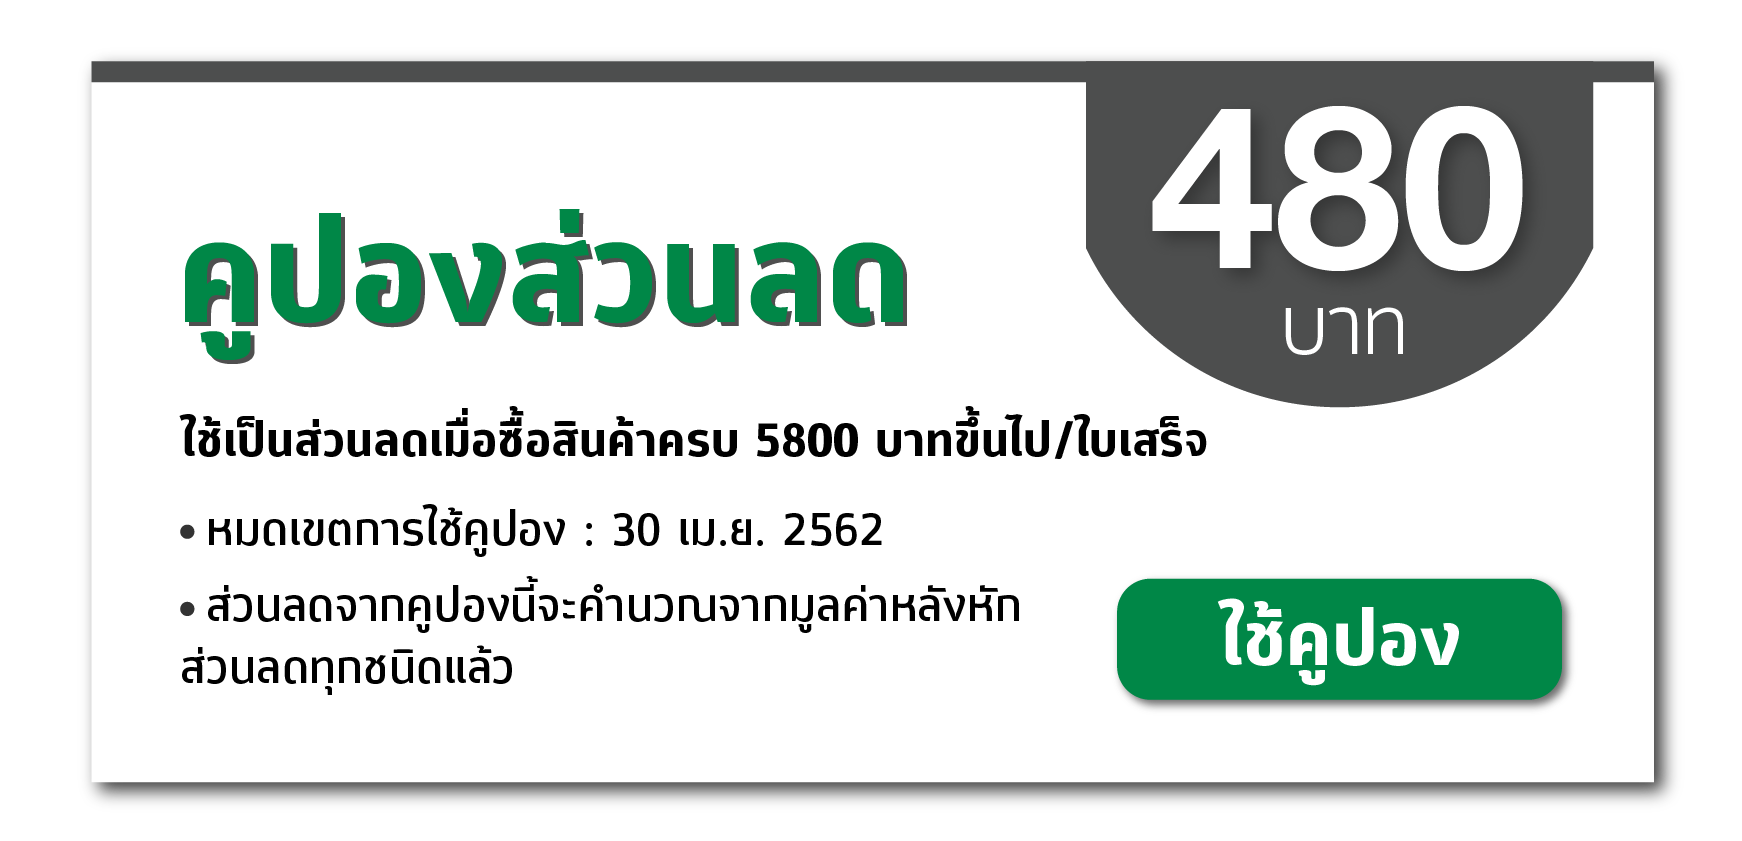 480
บาท
คูปองส่วนลด
ใช้เป็นส่วนลดเมื่อซื้อสินค้าครบ 5800 บาทขึ้นไป/ใบเสร็จ
• หมดเขตการใช้คูปอง : 30 เม.ย. 2562
• ส่วนลดจากคูปองนี้จะคำนวณจากมูลค่าหลังหัก
ส่วนลดทุกชนิดแล้ว
ใช้คูปอง